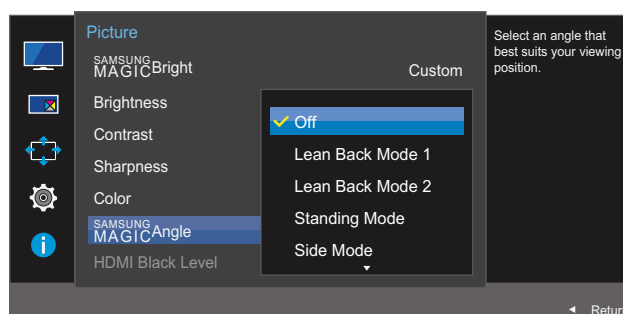 Picture
SAMSUNG
MAGICBright
Custom
Brightness
Contrast
Sharpness
Color
SAMSUNG
MAGICAngle
HDMI Black Level
Off
Lean Back Mode 1
Lean Back Mode 2
Standing Mode
Side Mode
Select an angle that
best suits your viewing
position.
Retur